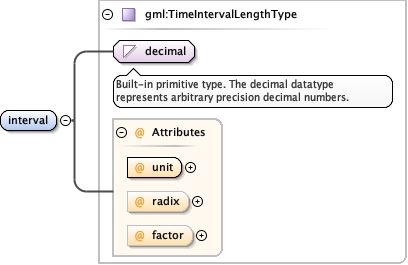 gml:TimeIntervalLengthType
decimal
Built-in primitive type. The decimal datatype
represents arbitrary precision decimal numbers.
interval
@ Attributes
@ unit
@ radix
@ factor